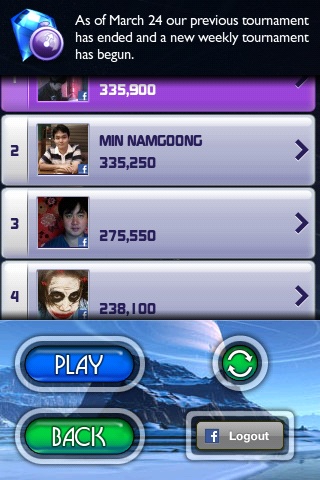 As of March 24 our previous tournament
has ended and a new weekly tournament
has begun.
335,900
2
MIN NAMGOONG
335,250
3
275,550
4
238,100
PLAY
BACK
f Logout